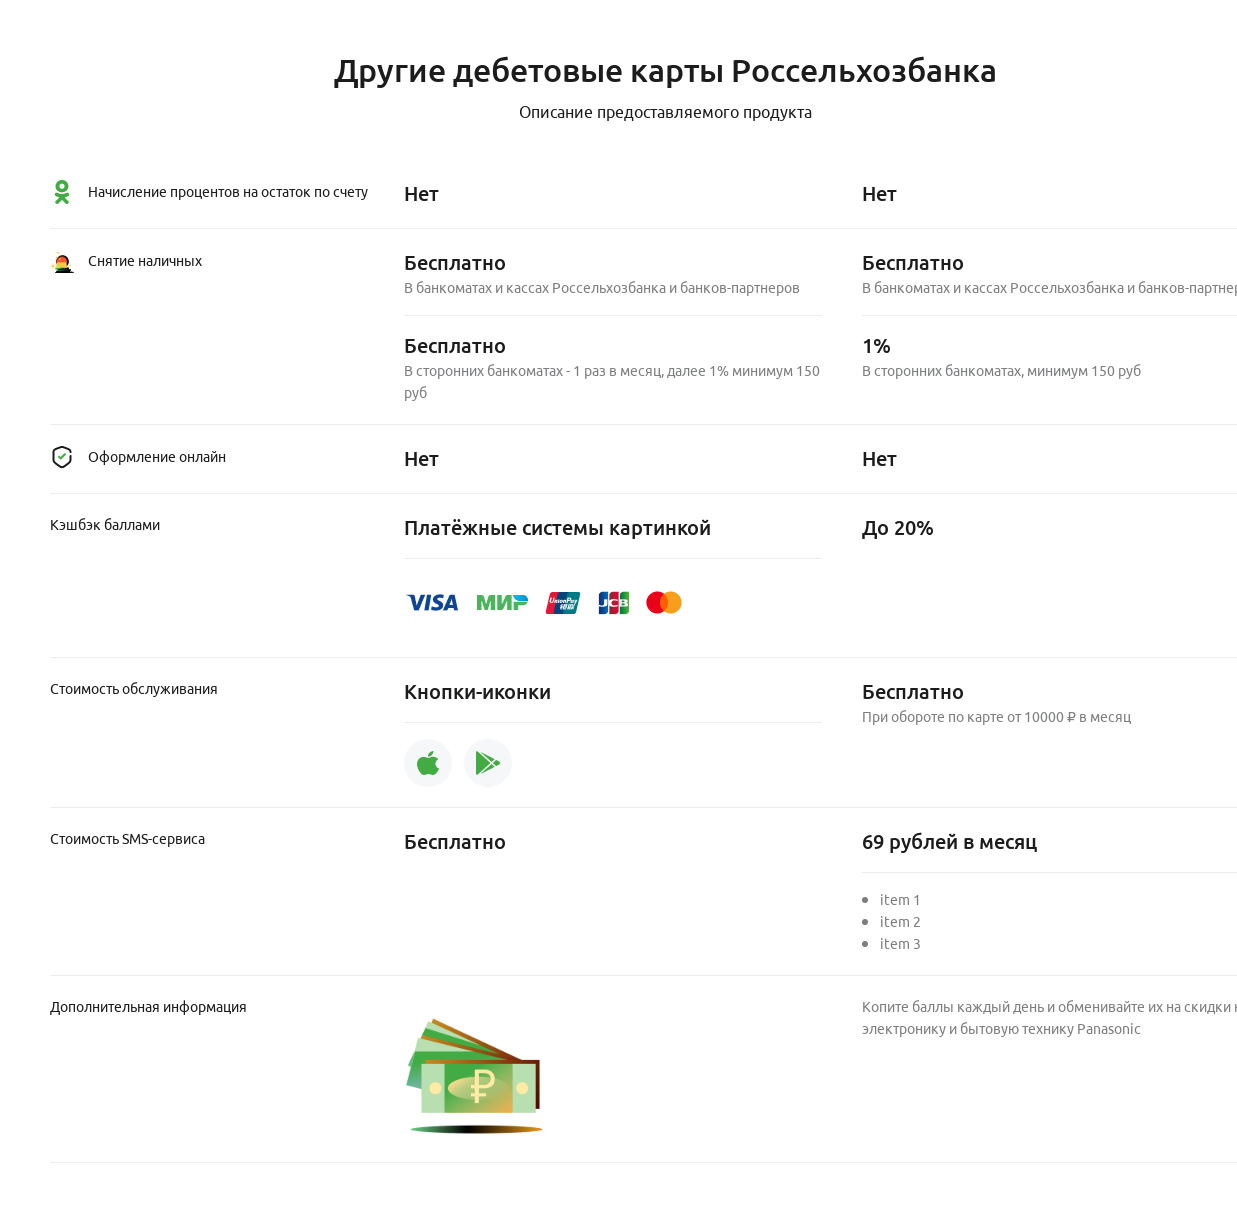 Другие дебетовые карты Россельхозбанка
Описание предоставляемого продукта
Начисление процентов на остаток по счету
Нет
Нет
Снятие наличных
Бесплатно
В банкоматах и кассах Россельхозбанка и банков-партнеров
Бесплатно
В сторонних банкоматах - 1 раз в месяц, далее 1% минимум 150
руб
Бесплатно
В банкоматах и кассах Россельхозбанка и
1%
В сторонних банкоматах, минимум 150 руб
Оформление онлайн
Нет
Нет
Кэшбэк баллами
Платёжные системы картинкой
VISA МИР UnionPay 银联 JCB
До 20%
Стоимость обслуживания
Кнопки-иконки
Бесплатно
При обороте по карте от 10000 ₽ в месяц
Стоимость SMS-сервиса
Бесплатно
69 рублей в месяц
item 1
item 2
item 3
Дополнительная информация
₽
Копите баллы каждый день и обменивайте их на скидки
электронику и бытовую технику Panasonic